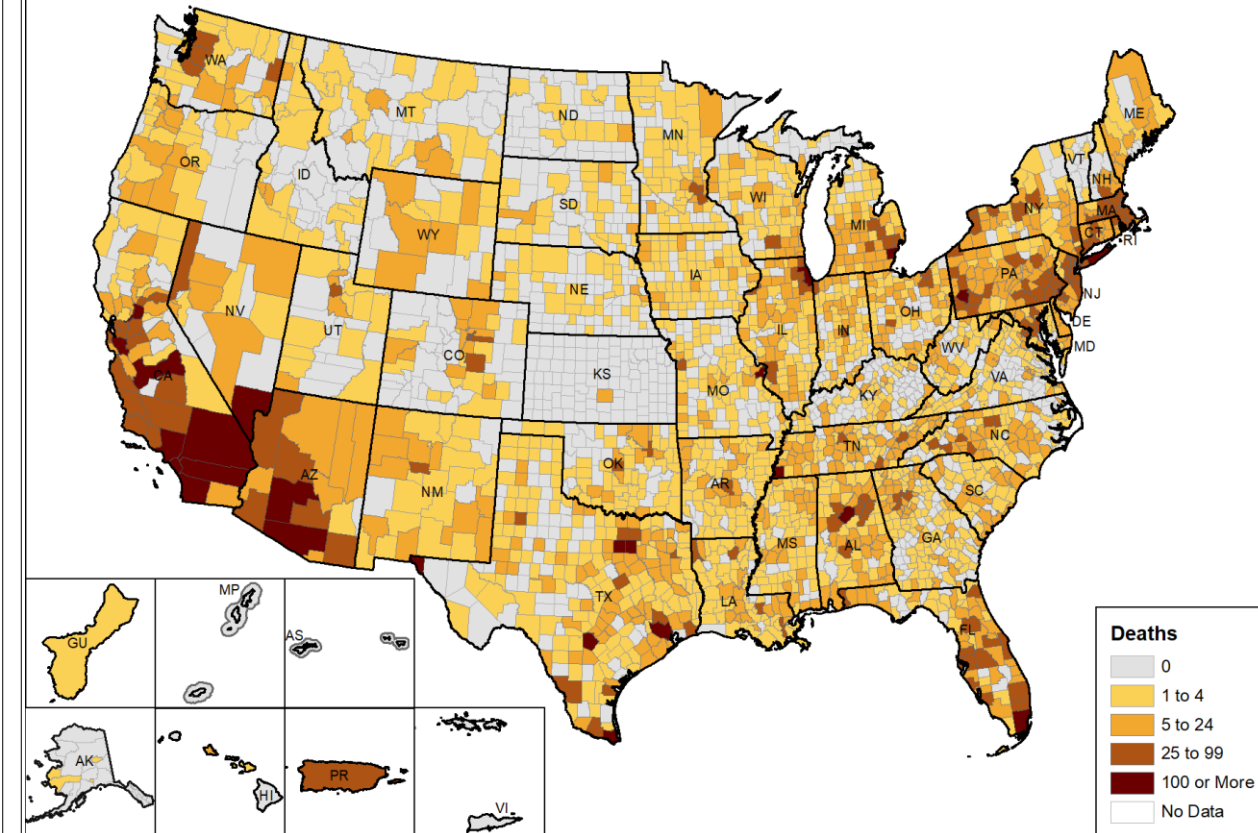 WA
MT
ND
MN
ME
OR
ID
SD
WI
VT
NH
NY
MA
WY
MI
CT
RI
IA
PA
NE
NV
NJ
OH
UT
IL
IN
DE
CO
MD
WV
KS
VA
CA
MO
KY
NC
TN
OK
AZ
AR
NM
SC
MS
AL
GA
TX
LA
FL
MP
GU
AS
AK
HI
PR
VI
Deaths
0
1 to 4
5 to 24
25 to 99
100 or More
No Data